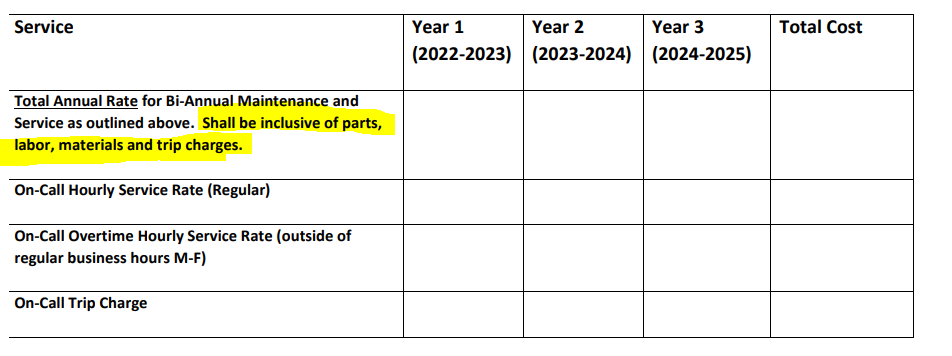 Service
Year 1
(2022-2023)
Year 2
(2023-2024)
Year 3
(2024-2025)
Total Cost
Total Annual Rate for Bi-Annual Maintenance and
Service as outlined above. Shall be inclusive of parts,
labor, materials and trip charges.
On-Call Hourly Service Rate (Regular)
On-Call Overtime Hourly Service Rate (outside of
regular business hours M-F)
On-Call Trip Charge